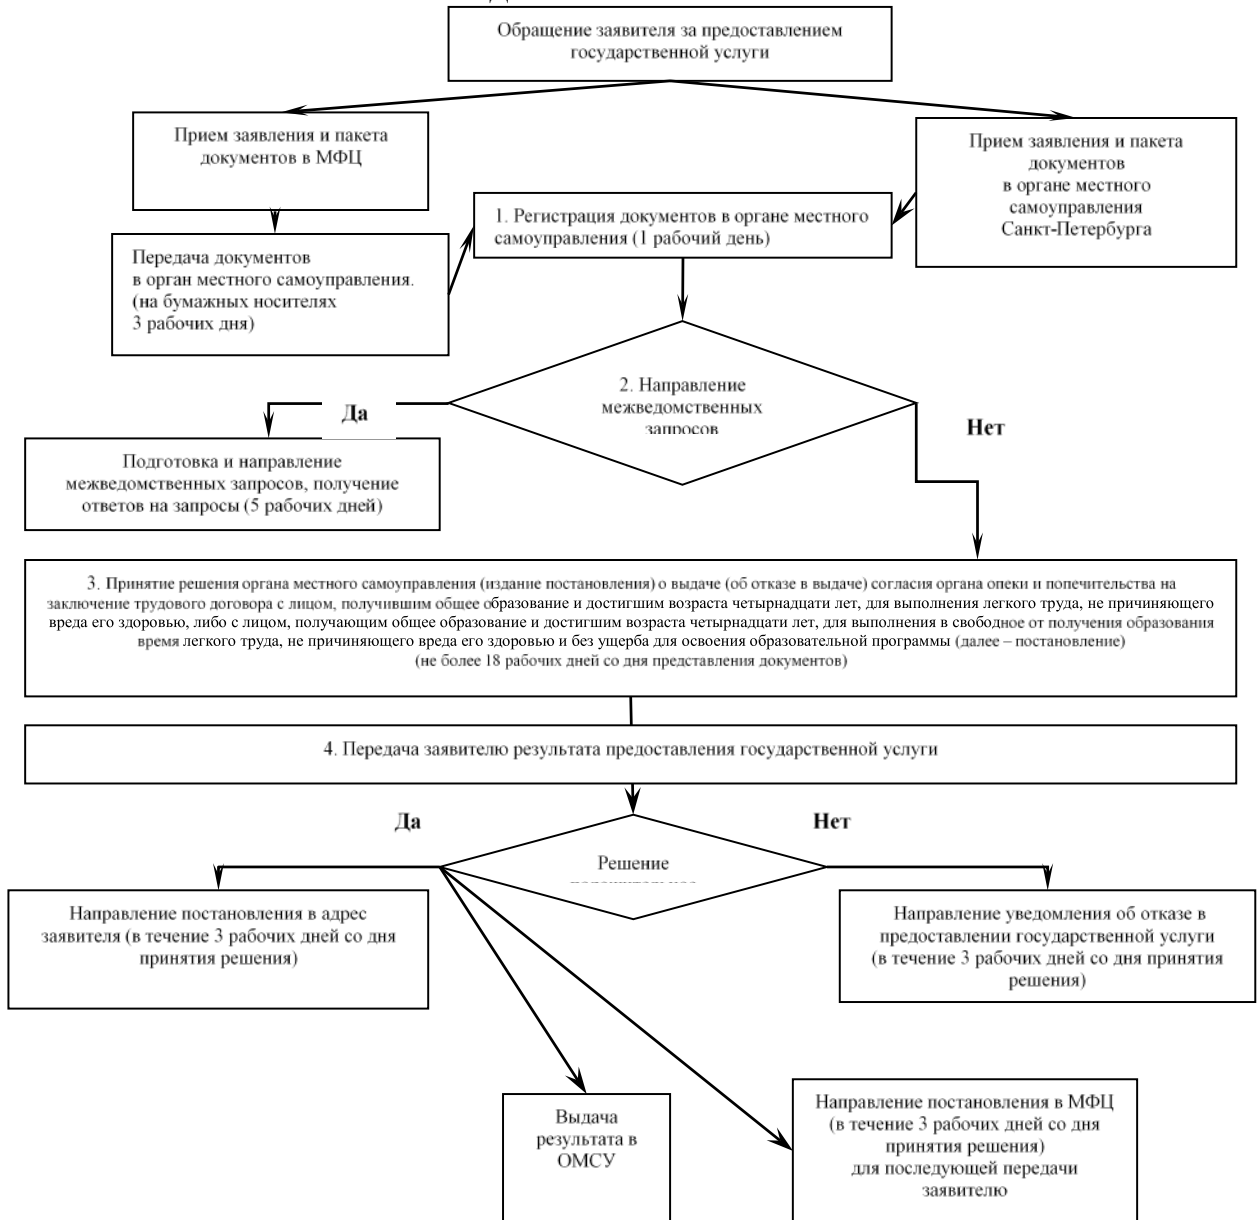 Обращение заявителя за предоставлением
государственной услуги
Прием заявления и пакета
документов в МФЦ
Прием заявления и пакета
документов
в органе местного
самоуправления
Санкт-Петербурга
1. Регистрация документов в органе местного
самоуправления (1 рабочий день)
Передача документов
в орган местного самоуправления.
(на бумажных носителях
3 рабочих дня)
2. Направление
межведомственных
запросов
Да
Нет
Подготовка и направление
межведомственных запросов, получение
ответов на запросы (5 рабочих дней)
3. Принятие решения органа местного самоуправления (издание постановления) о выдаче (об отказе в выдаче) согласия органа опеки и попечительства на
заключение трудового договора с лицом, получившим общее образование и достигшим возраста четырнадцати лет, для выполнения легкого труда, не причиняющего
вреда его здоровью, либо с лицом, получающим общее образование и достигшим возраста четырнадцати лет, для выполнения в свободное от получения образования
время легкого труда, не причиняющего вреда его здоровью и без ущерба для освоения образовательной программы (далее – постановление)
(не более 18 рабочих дней со дня представления документов)
4. Передача заявителю результата предоставления государственной услуги
Да
Нет
Решение
Направление постановления в адрес
заявителя (в течение 3 рабочих дней со дня
принятия решения)
Направление уведомления об отказе в
предоставлении государственной услуги
(в течение 3 рабочих дней со дня принятия
решения)
Выдача
результата в
ОМСУ
Направление постановления в МФЦ
(в течение 3 рабочих дней со дня
принятия решения)
для последующей передачи
заявителю